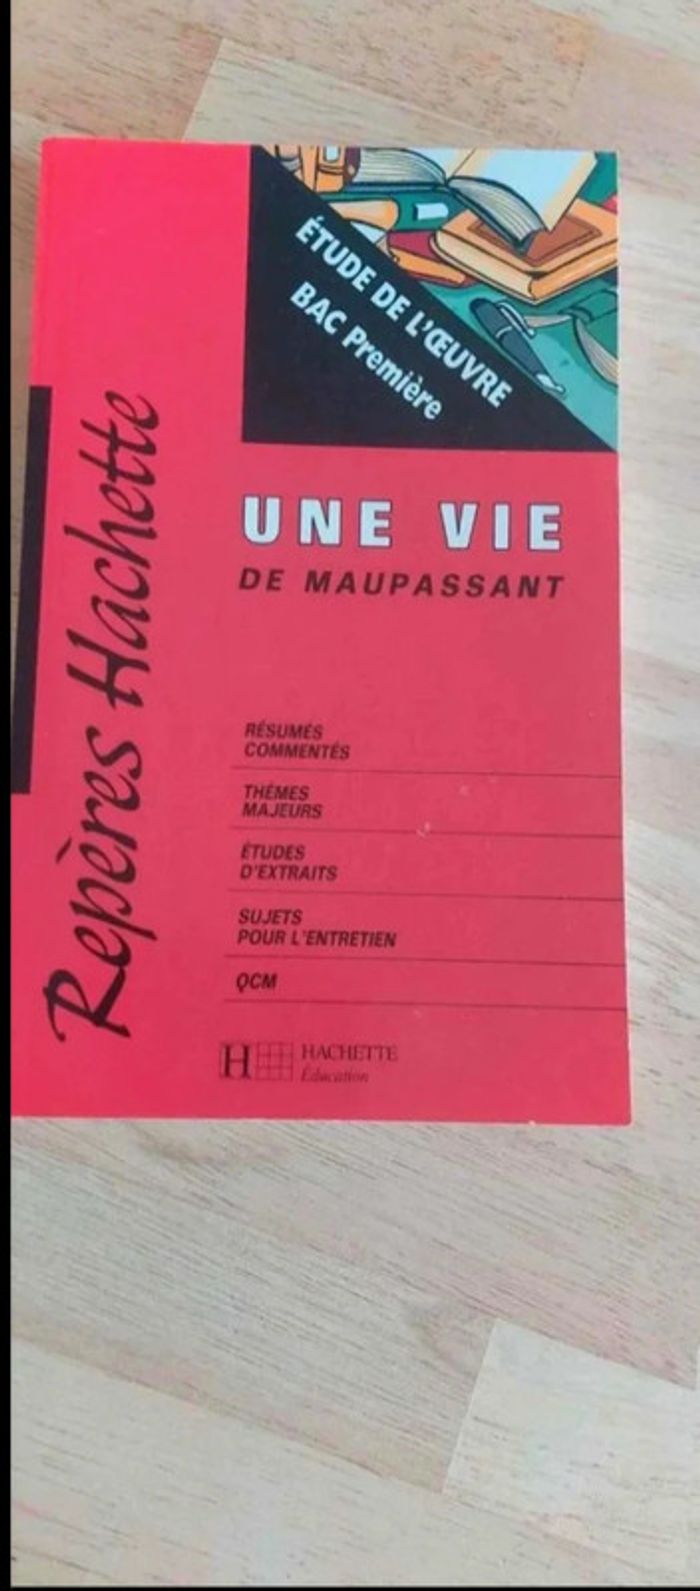 ÉTUDE DE L'ŒUVRE
BAC Première
Repères Hachette
UNE VIE
DE MAUPASSANT
RÉSUMÉS
COMMENTÉS
THÈMES
MAJEURS
ÉTUDES
D'EXTRAITS
SUJETS
POUR L'ENTRETIEN
QCM
H
HACHETTE
Éducation